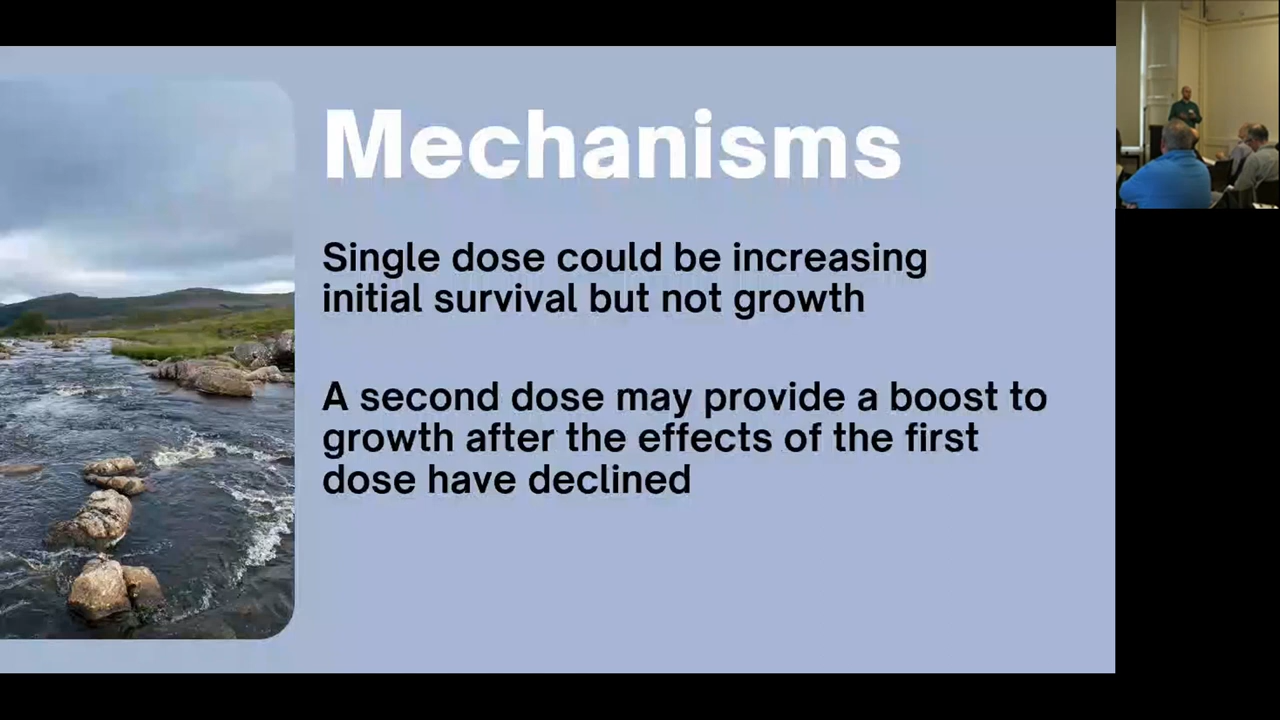 Mechanisms
Single dose could be increasing
initial survival but not growth
A second dose may provide a boost to
growth after the effects of the first
dose have declined